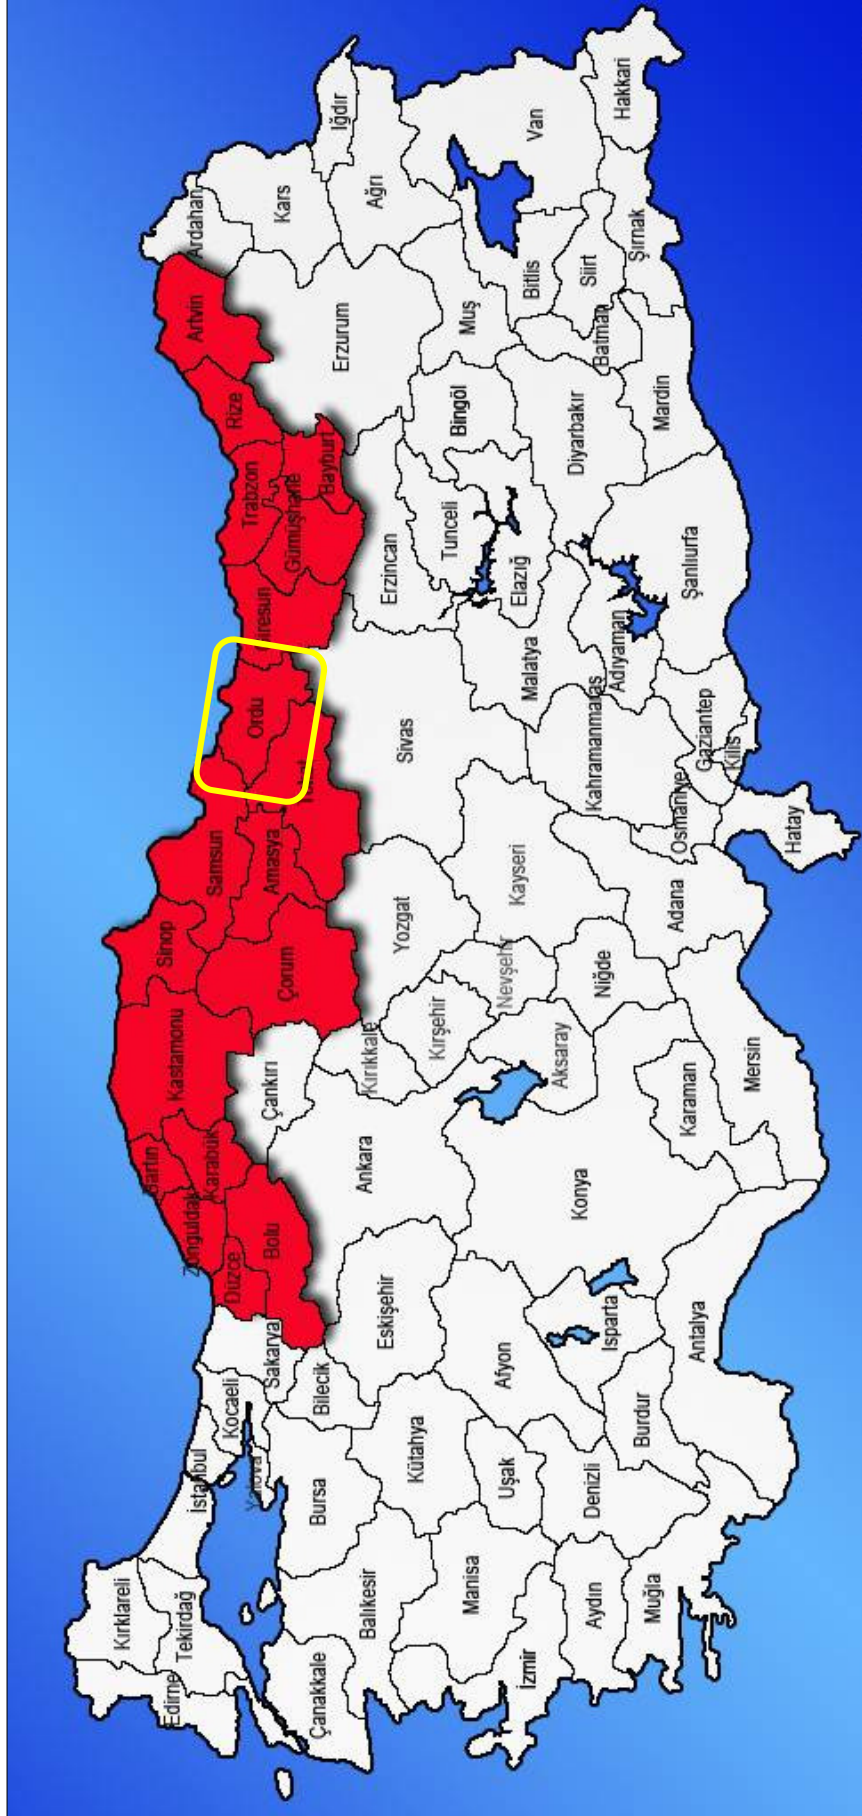 Kırklareli
Edirne
Tekirdağ
İstanbul
Kocaeli
Yalova
Sakarya
Düzce
Zonguldak
Bartın
Karabük
Bolu
Kastamonu
Sinop
Çankırı
Çorum
Samsun
Amasya
Tokat
Ordu
Giresun
Trabzon
Gümüşhane
Bayburt
Rize
Artvin
Ardahan
Kars
Iğdır
Ağrı
Erzurum
Erzincan
Sivas
Yozgat
Kırıkkale
Kırşehir
Ankara
Eskişehir
Bilecik
Bursa
Balıkesir
Çanakkale
Kütahya
Manisa
Uşak
Afyon
İzmir
Aydın
Denizli
Muğla
Burdur
Isparta
Antalya
Konya
Karaman
Mersin
Aksaray
Nevşehir
Niğde
Kayseri
Adana
Osmaniye
Hatay
Kilis
Gaziantep
Kahramanmaraş
Adıyaman
Malatya
Elazığ
Tunceli
Bingöl
Muş
Bitlis
Van
Hakkari
Şırnak
Siirt
Batman
Diyarbakır
Mardin
Şanlıurfa